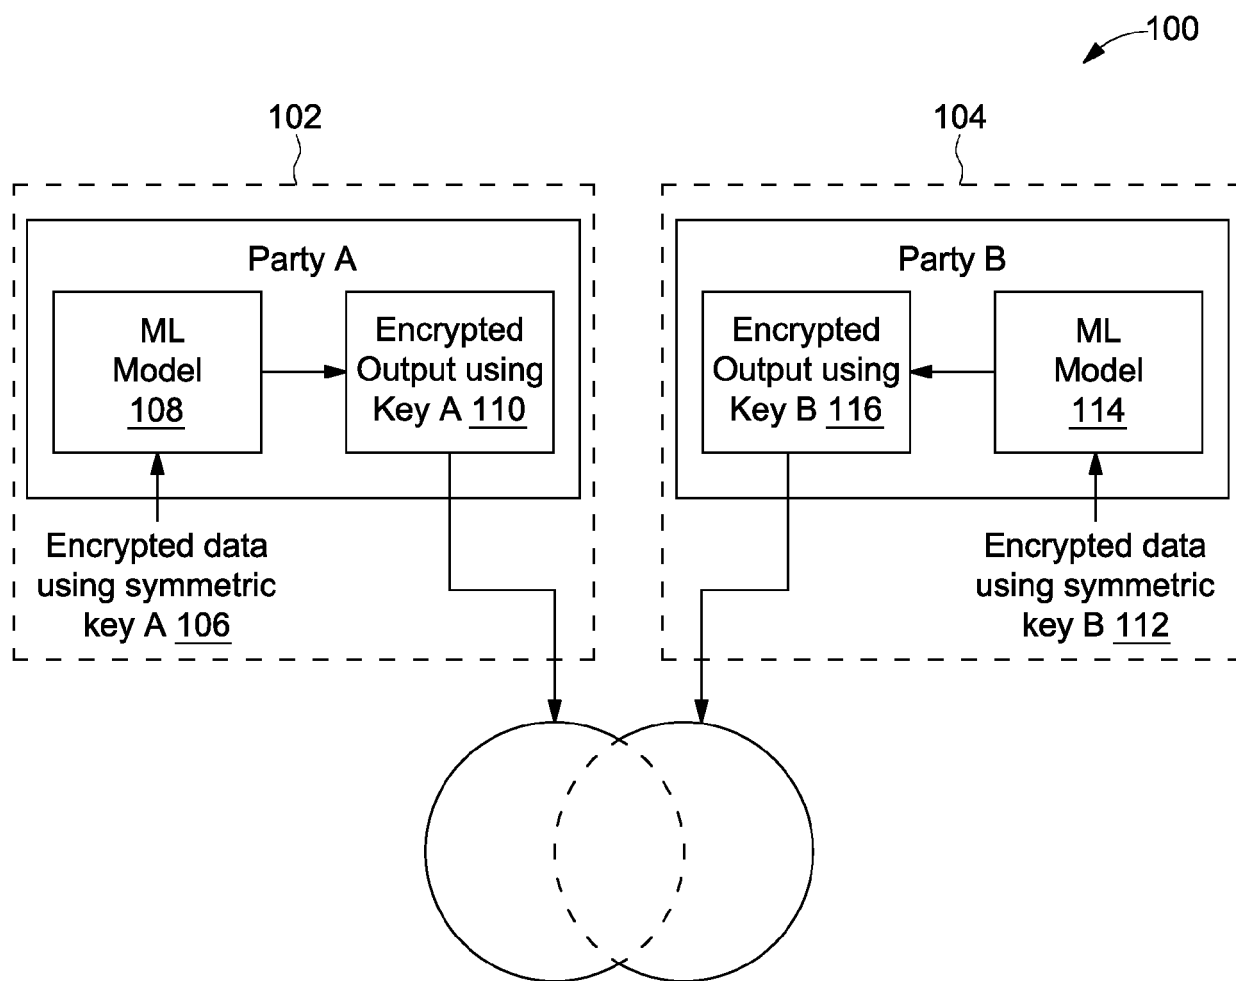 100
102
104
Party A
ML
Model
108
Encrypted
Output using
Key A 110
Encrypted data
using symmetric
key A 106
Party B
Encrypted
Output using
Key B 116
ML
Model
114
Encrypted data
using symmetric
key B 112